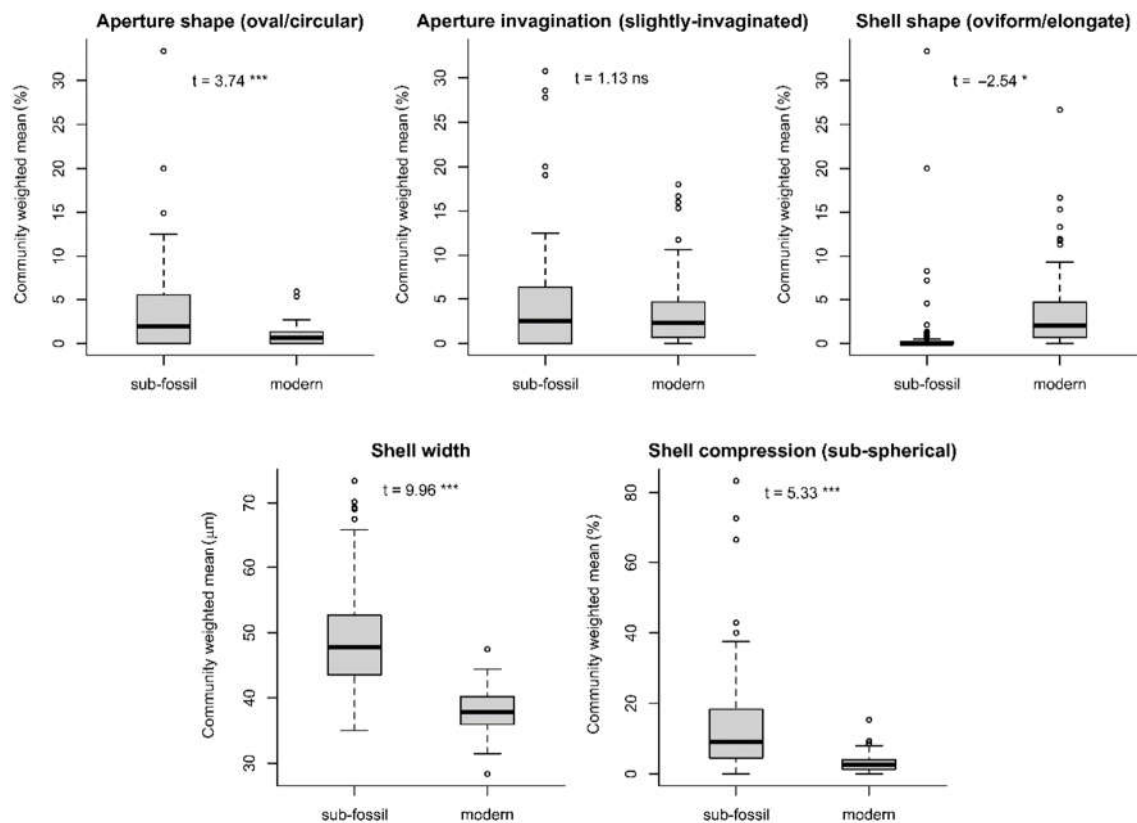 Aperture shape (oval/circular)
Community weighted mean (%)
0 5 10 15 20 25 30
t = 3.74 ***
sub-fossil modern
Aperture invagination (slightly-invaginated)
Community weighted mean (%)
0 5 10 15 20 25 30
t = 1.13 ns
sub-fossil modern
Shell shape (oviform/elongate)
Community weighted mean (%)
0 5 10 15 20 25 30
t = −2.54 *
sub-fossil modern
Shell width
Community weighted mean (μm)
30 40 50 60 70
t = 9.96 ***
sub-fossil modern
Shell compression (sub-spherical)
Community weighted mean (%)
0 20 40 60 80
t = 5.33 ***
sub-fossil modern